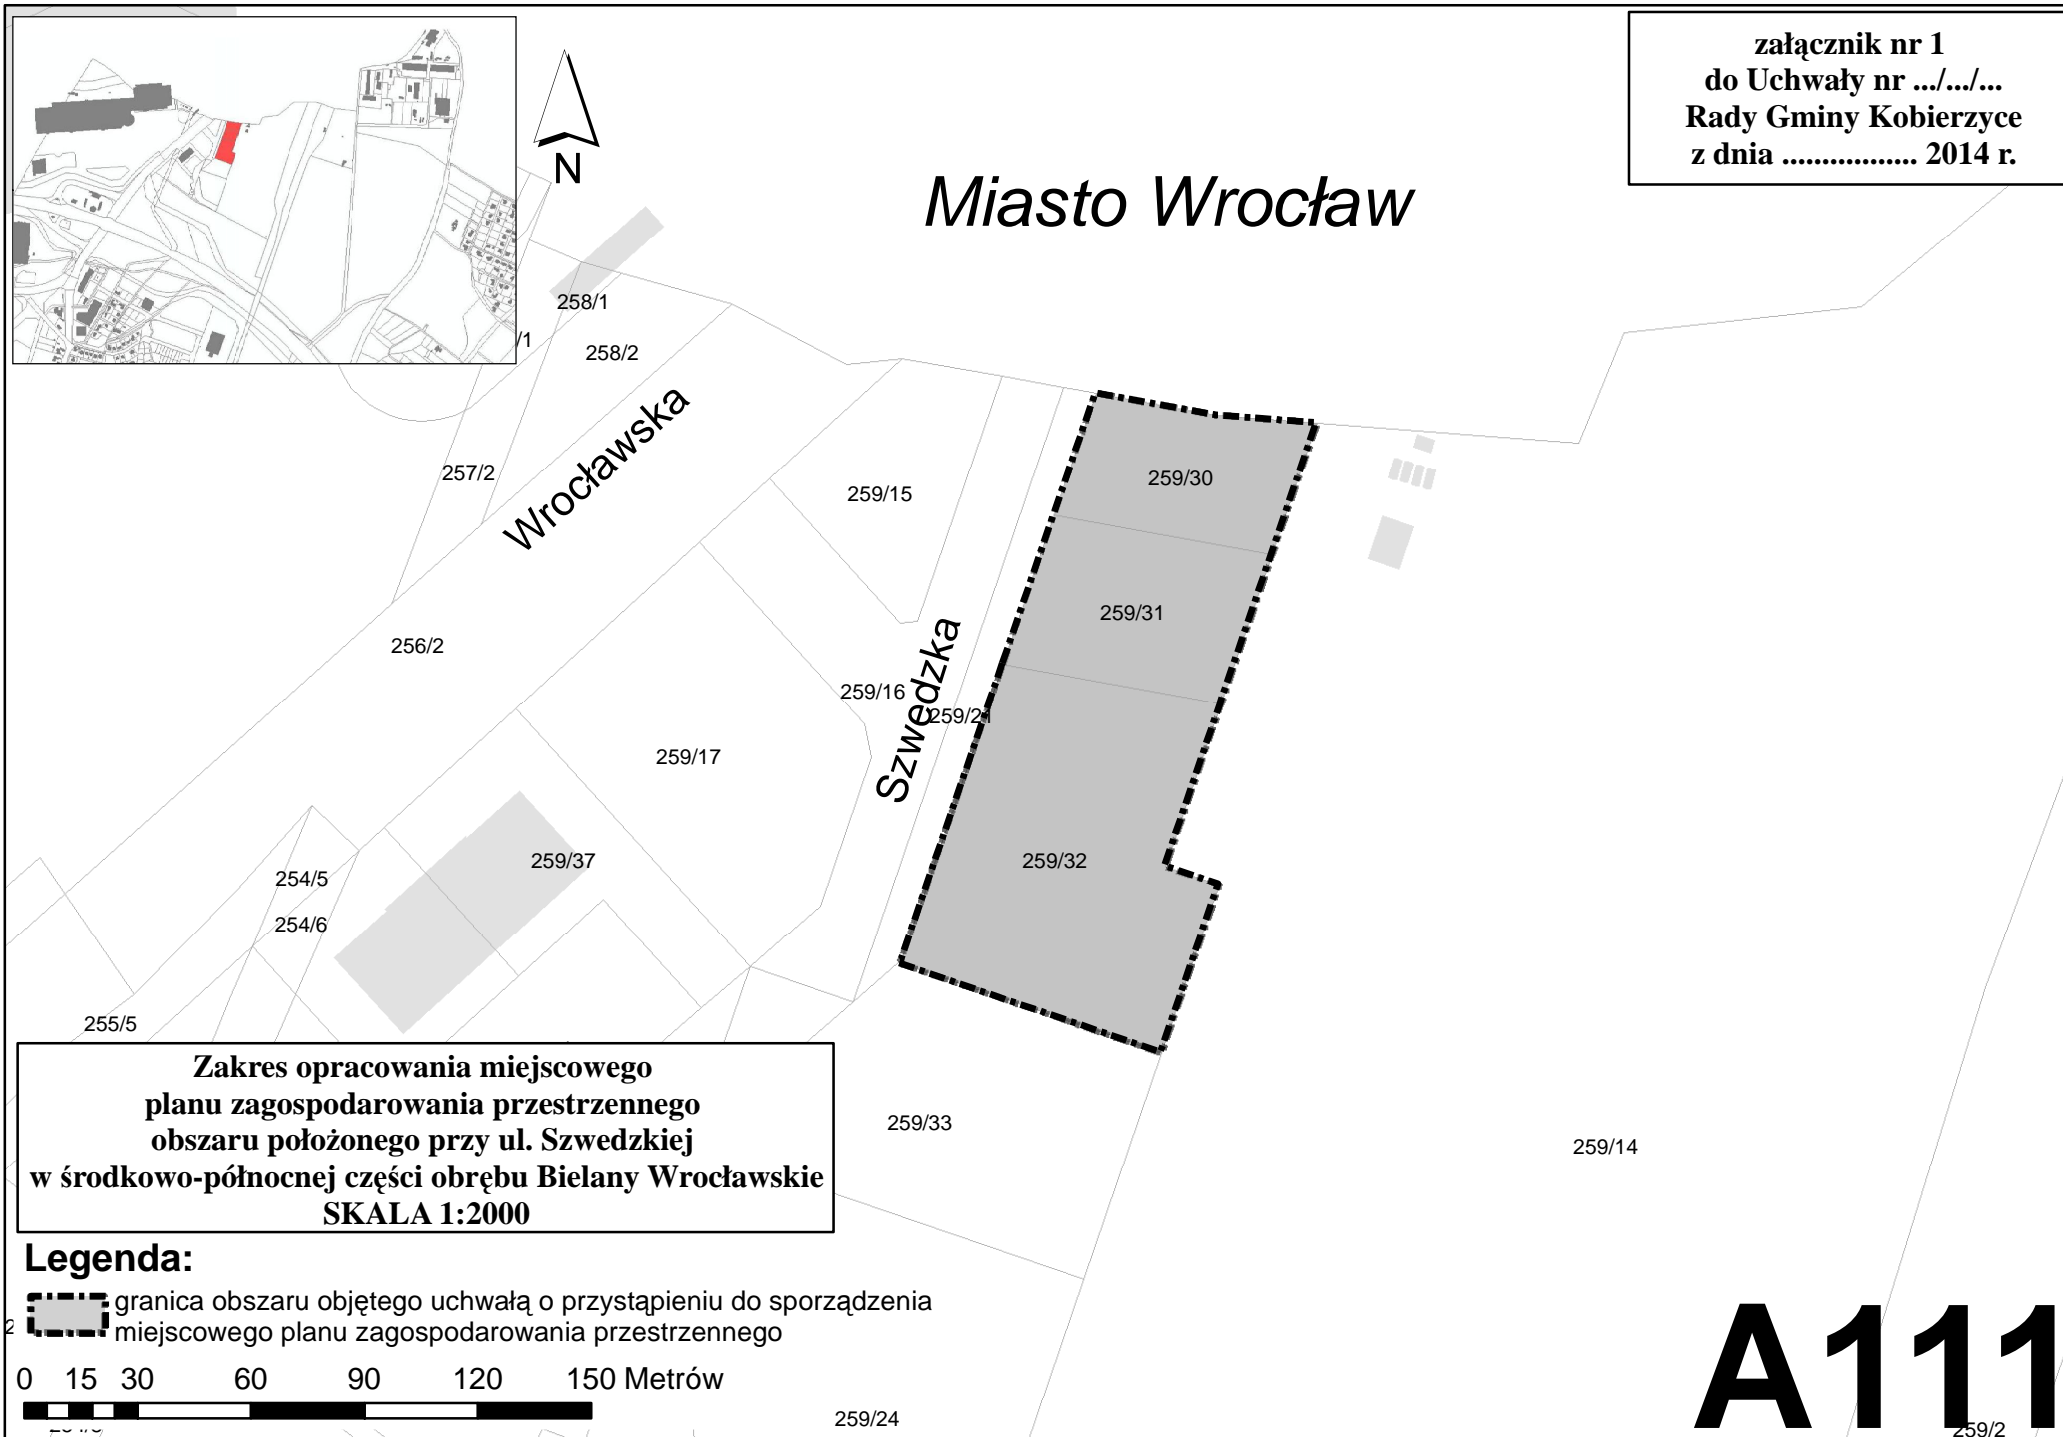 załącznik nr 1
do Uchwały nr .../.../...
Rady Gminy Kobierzyce
z dnia ................. 2014 r.
N
Miasto Wrocław
258/1
/1
258/2
Wrocławska
257/2
259/15
259/30
259/31
256/2
Szwedzka
259/16
259/21
259/17
259/37
259/32
254/5
254/6
255/5
Zakres opracowania miejscowego
planu zagospodarowania przestrzennego
obszaru położonego przy ul. Szwedzkiej
w środkowo-północnej części obrębu Bielany Wrocławskie
SKALA 1:2000
259/33
259/14
Legenda:
granica obszaru objętego uchwałą o przystąpieniu do sporządzenia
miejscowego planu zagospodarowania przestrzennego
2
0 15 30 60 90 120 150 Metrów
259/24
A111
259/2